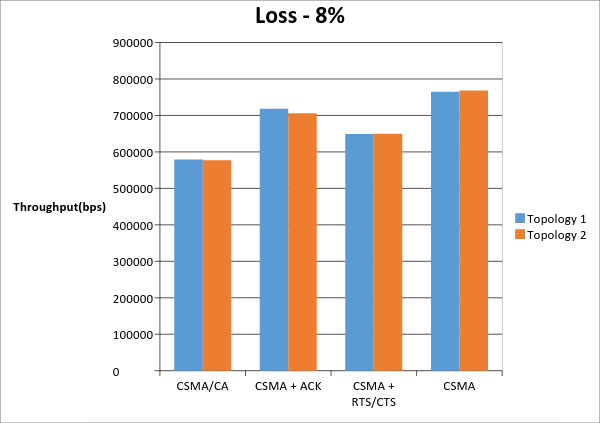 Loss - 8%
900000
800000
700000
600000
500000
400000
300000
200000
100000
0
Throughput(bps)
CSMA/CA
CSMA + ACK
CSMA +
RTS/CTS
CSMA
Topology 1
Topology 2